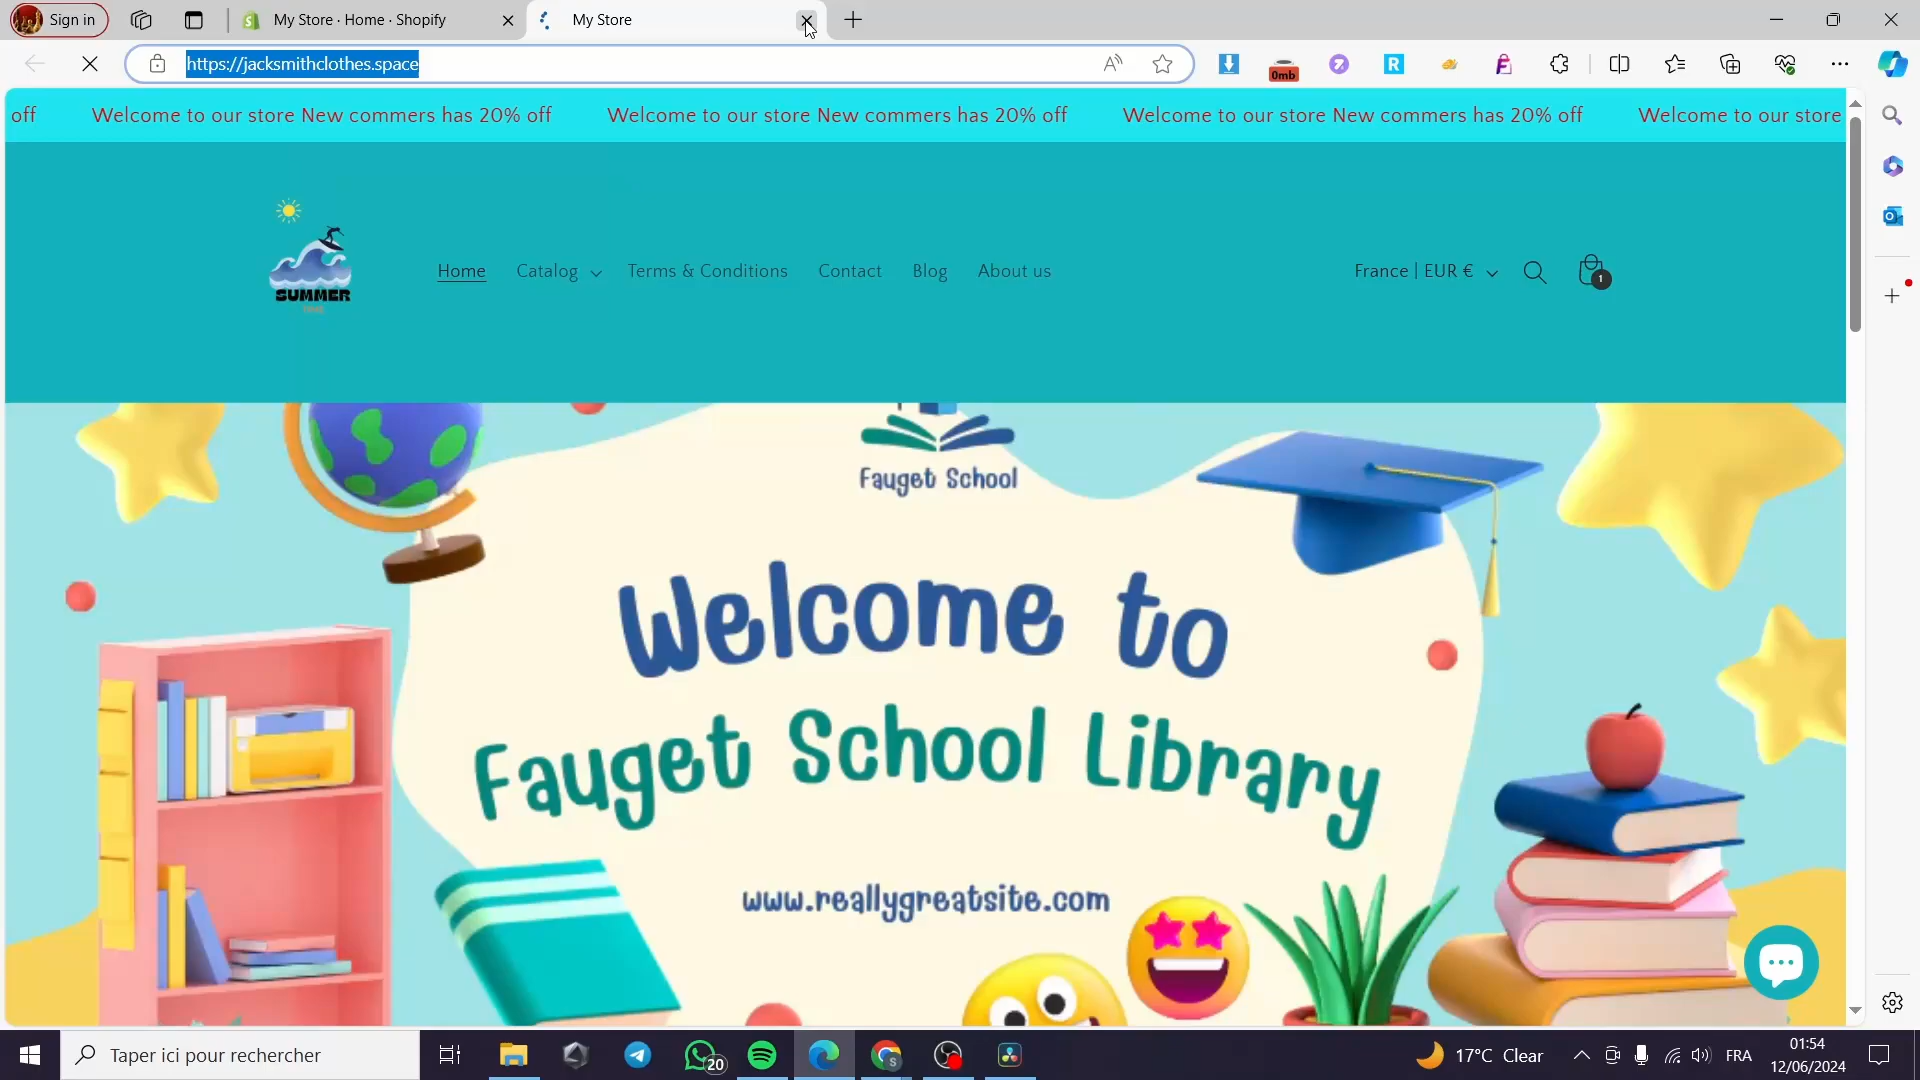 Sign in
My Store · Home · Shopify
My Store
https://jacksmithclothes.space
0mb
off Welcome to our store New commers has 20% off Welcome to our store New commers has 20% off Welcome to our store New commers has 20% off Welcome to our store
SUMMER
Home Catalog Terms & Conditions Contact Blog About us
France | EUR €
1
Fauget School
Welcome to
Fauget School Library
www.reallygreatsite.com
Taper ici pour rechercher
20
17°C Clear
FRA
01:54
12/06/2024